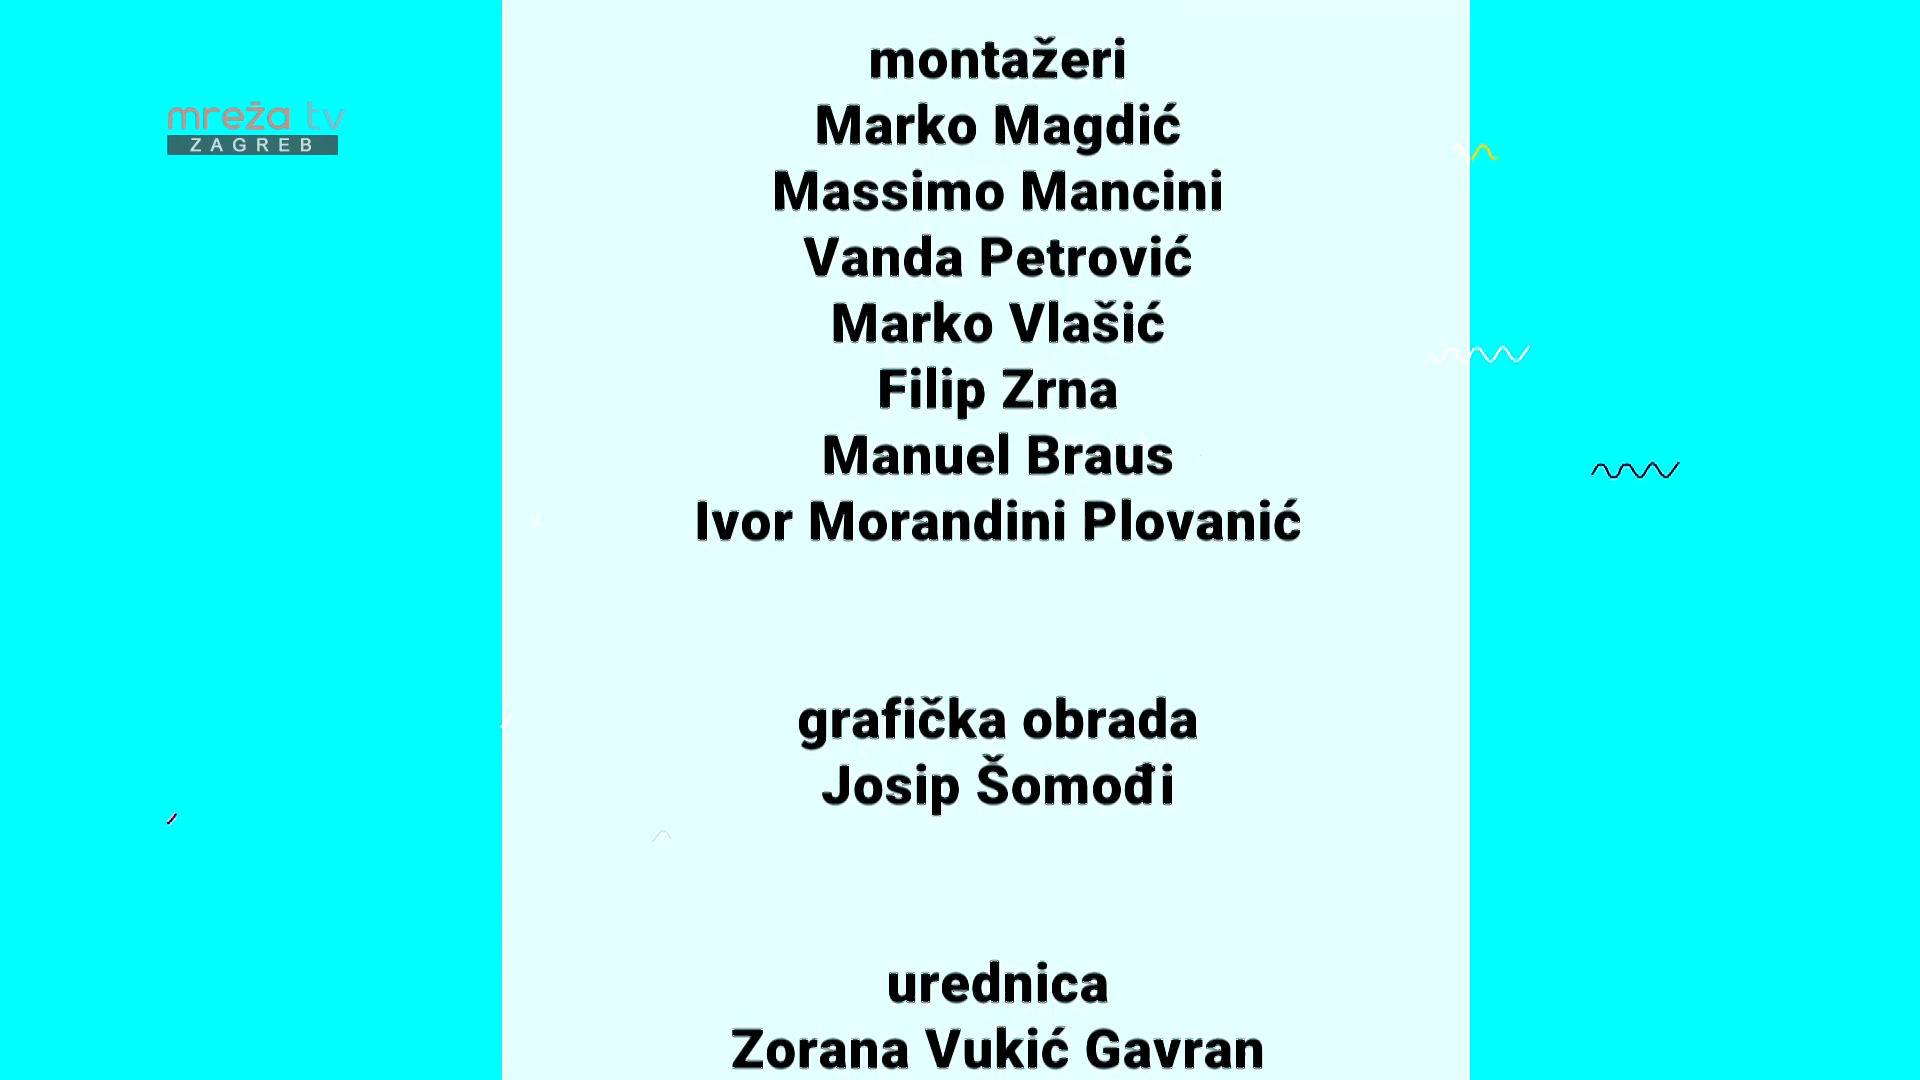 mreža tv
ZAGREB
montažeri
Marko Magdić
Massimo Mancini
Vanda Petrović
Marko Vlašić
Filip Zrna
Manuel Braus
Ivor Morandini Plovanić
grafička obrada
Josip Šomođi
urednica
Zorana Vukić Gavran